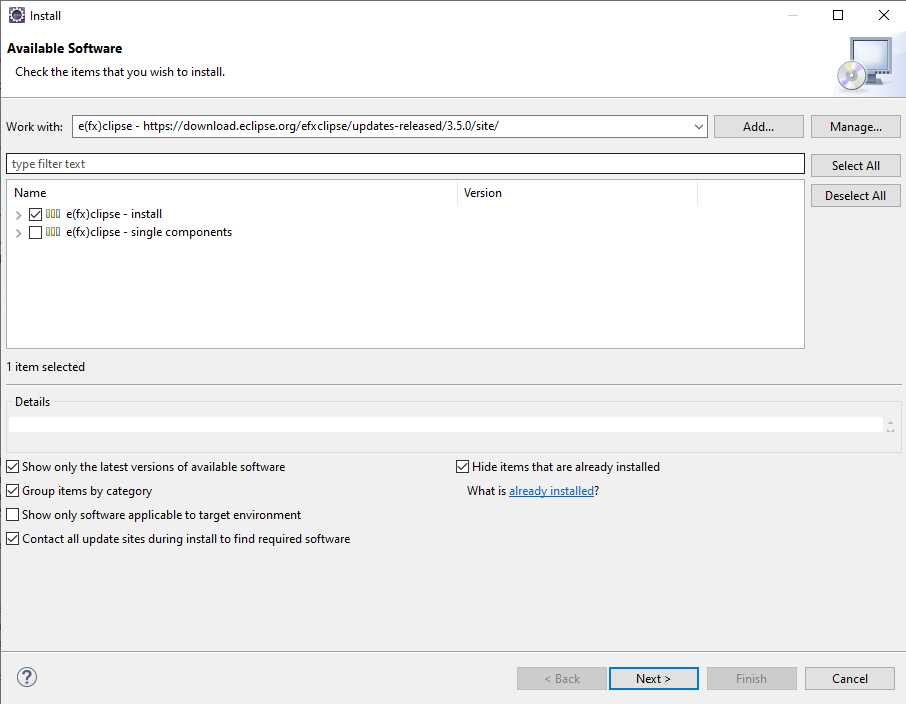 Install
Available Software
Check the items that you wish to install.
Work with: e(fx)clipse - https://download.eclipse.org/efxclipse/updates-released/3.5.0/site/ Add... Manage...
type filter text Select All
Deselect All
Name Version
e(fx)clipse - install
e(fx)clipse - single components
1 item selected
Details
Show only the latest versions of available software Hide items that are already installed
Group items by category What is already installed?
Show only software applicable to target environment
Contact all update sites during install to find required software
? < Back Next > Finish Cancel